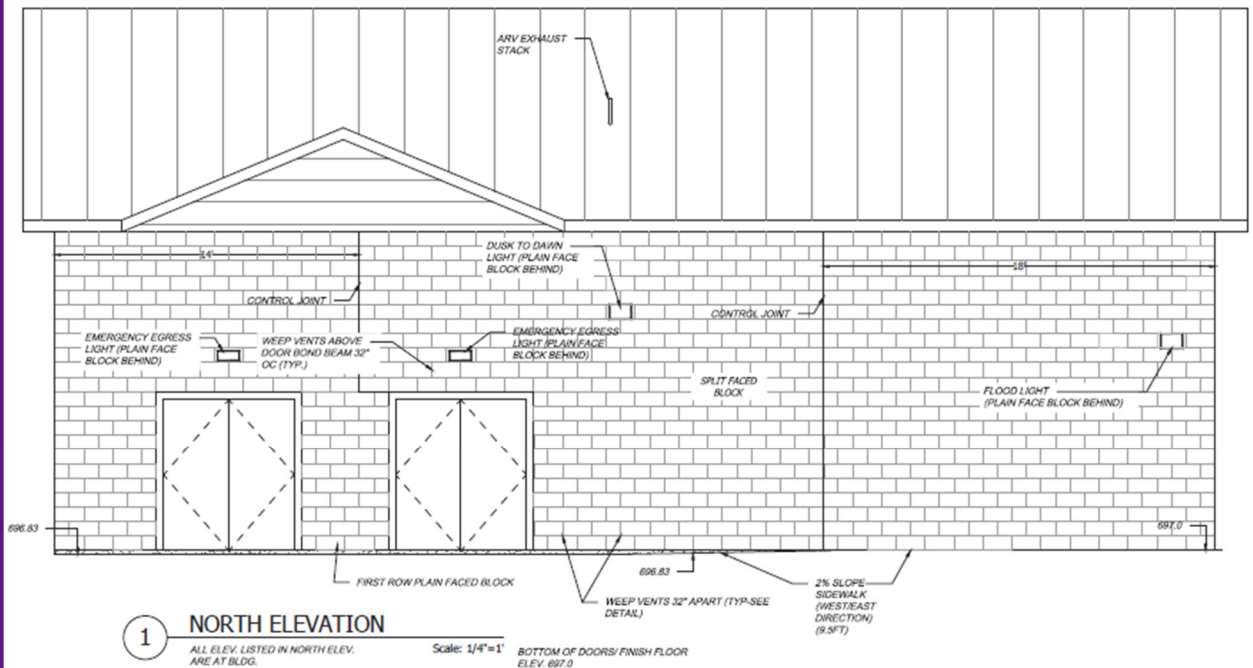 ARV EXHAUST
STACK
14'
DUSK TO DAWN
LIGHT (PLAIN FACE
BLOCK BEHIND)
18'
CONTROL JOINT
CONTROL JOINT
EMERGENCY EGRESS
LIGHT (PLAIN FACE
BLOCK BEHIND)
WEEP VENTS ABOVE
DOOR BOND BEAM 32"
OC (TYP.)
EMERGENCY EGRESS
LIGHT (PLAIN FACE
BLOCK BEHIND)
SPLIT FACED
BLOCK
FLOOD LIGHT
(PLAIN FACE BLOCK BEHIND)
696.83
697.0
696.83
FIRST ROW PLAIN FACED BLOCK
WEEP VENTS 32" APART (TYP-SEE
DETAIL)
2% SLOPE
SIDEWALK
(WEST/EAST
DIRECTION)
(9.5FT)
1
NORTH ELEVATION
ALL ELEV. LISTED IN NORTH ELEV.
ARE AT BLDG.
Scale: 1/4"=1'
BOTTOM OF DOORS/ FINISH FLOOR
ELEV. 697.0